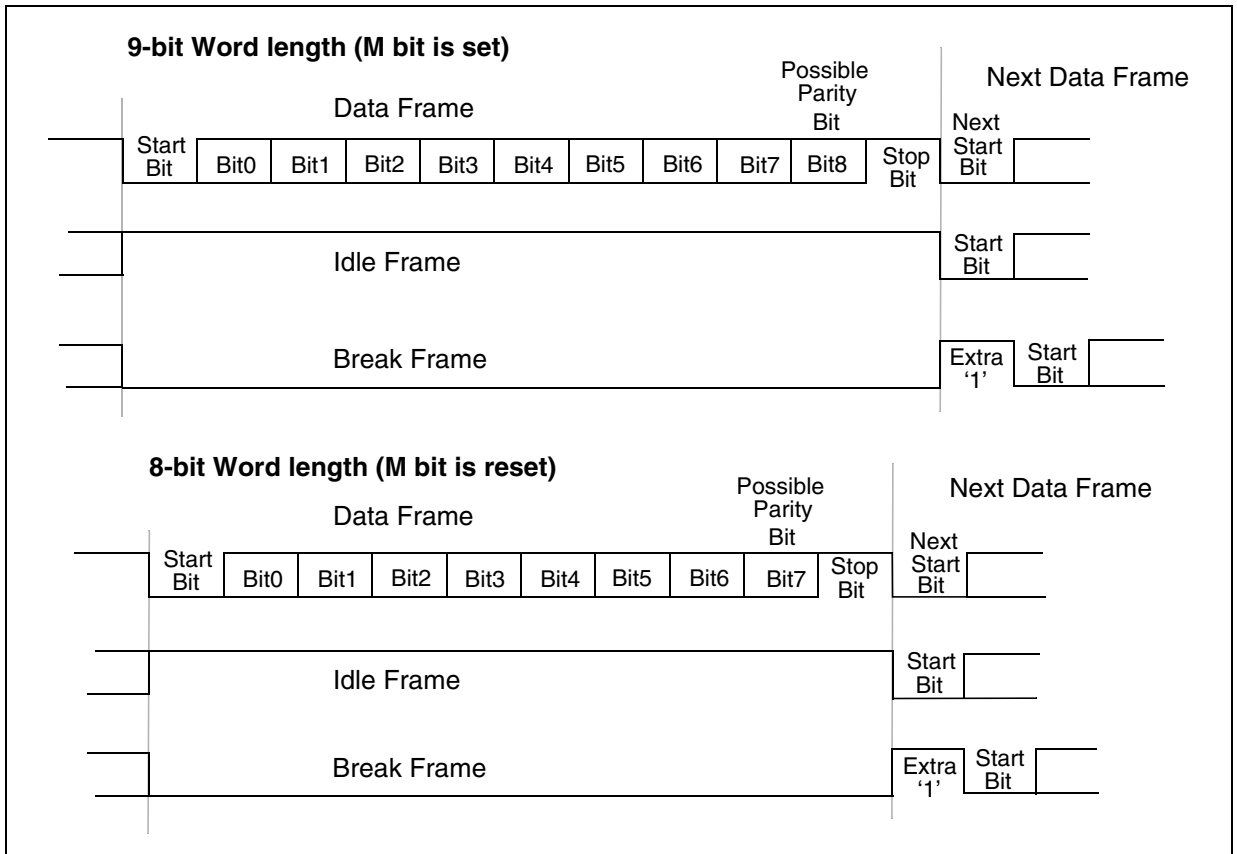 9-bit Word length (M bit is set)
Possible
Parity
Bit
Next Data Frame
Data Frame
Next
Start
Bit
Start
Bit
Bit0
Bit1
Bit2
Bit3
Bit4
Bit5
Bit6
Bit7
Bit8
Stop
Bit
Idle Frame
Start
Bit
Break Frame
Extra
‘1’
Start
Bit
8-bit Word length (M bit is reset)
Possible
Parity
Bit
Next Data Frame
Data Frame
Next
Start
Bit
Start
Bit
Bit0
Bit1
Bit2
Bit3
Bit4
Bit5
Bit6
Bit7
Stop
Bit
Idle Frame
Start
Bit
Break Frame
Extra
‘1’
Start
Bit